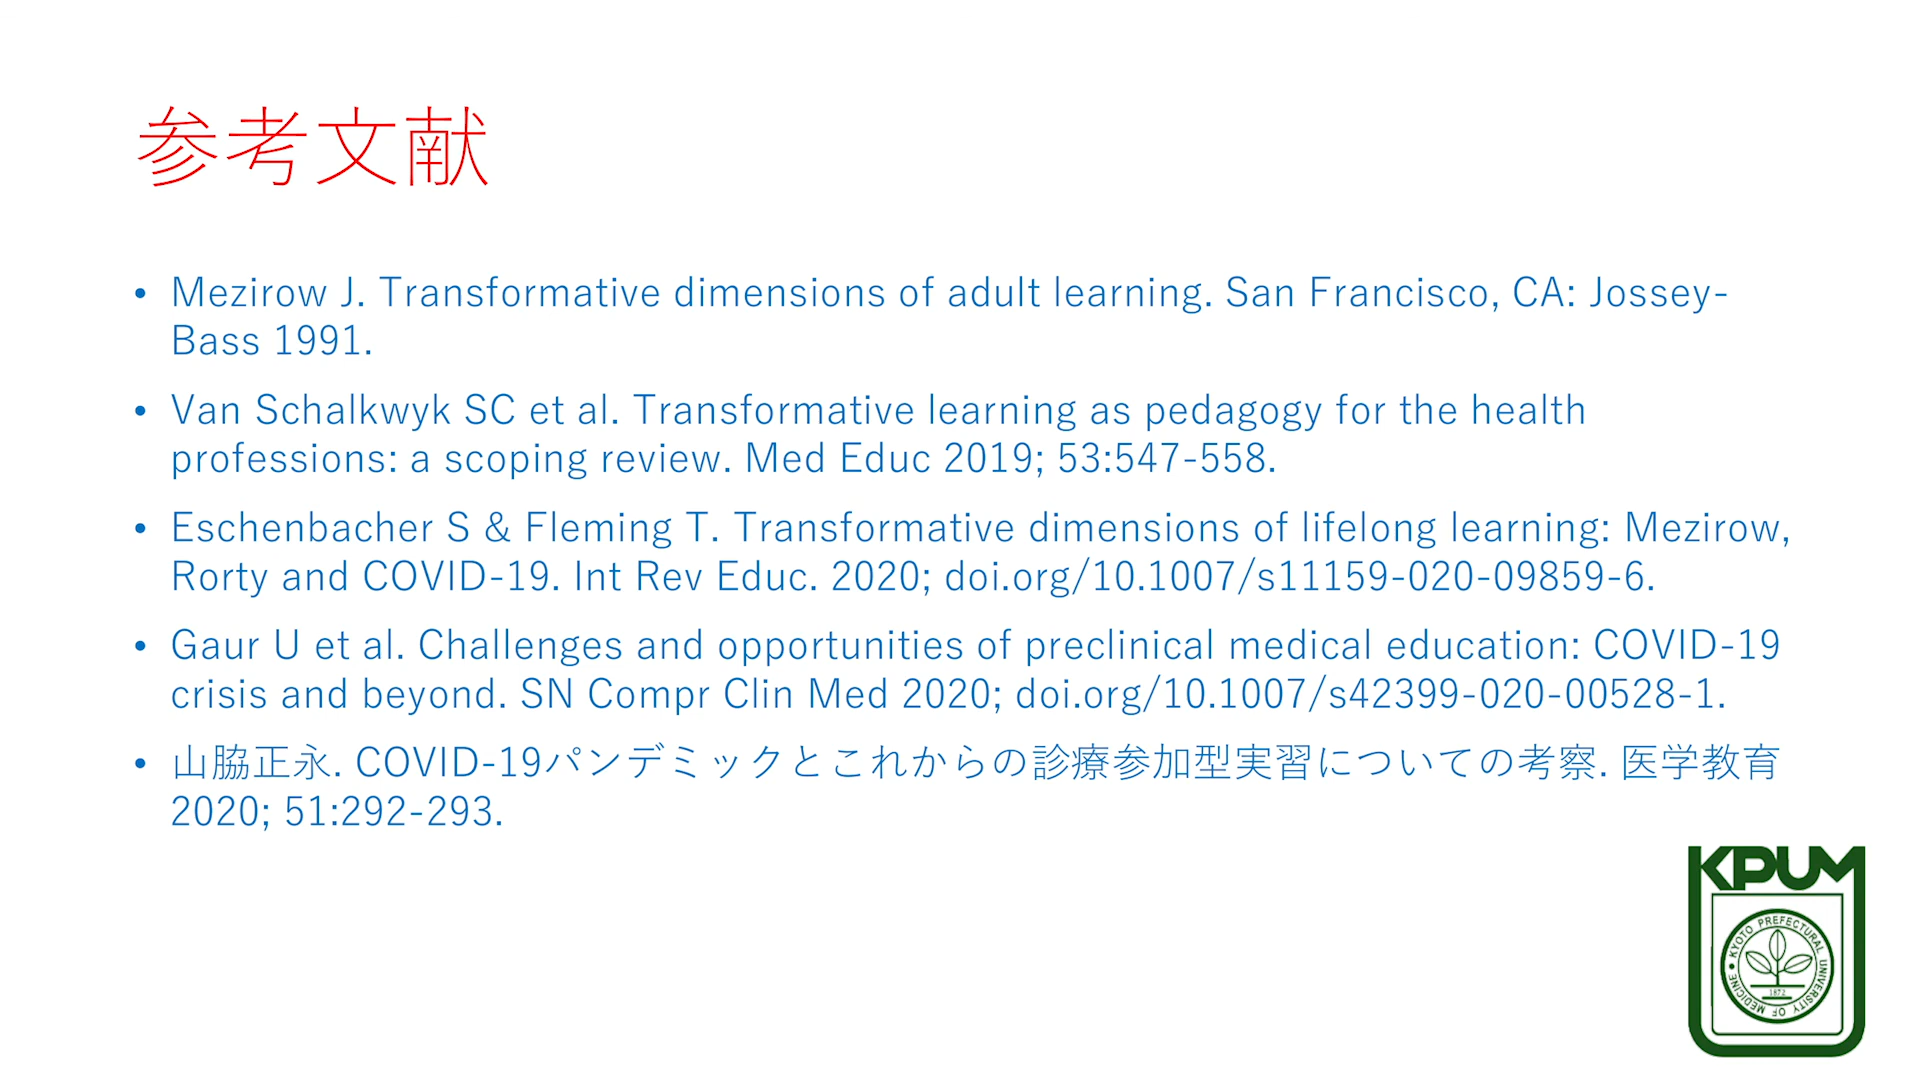 参考文献
• Mezirow J. Transformative dimensions of adult learning. San Francisco, CA: Jossey-
Bass 1991.
• Van Schalkwyk SC et al. Transformative learning as pedagogy for the health
professions: a scoping review. Med Educ 2019; 53:547-558.
• Eschenbacher S & Fleming T. Transformative dimensions of lifelong learning: Mezirow,
Rorty and COVID-19. Int Rev Educ. 2020; doi.org/10.1007/s11159-020-09859-6.
• Gaur U et al. Challenges and opportunities of preclinical medical education: COVID-19
crisis and beyond. SN Compr Clin Med 2020; doi.org/10.1007/s42399-020-00528-1.
• 山脇正永. COVID-19パンデミックとこれからの診療参加型実習についての考察. 医学教育
2020; 51:292-293.
KPUM
KYOTO PREFECTURAL UNIVERSITY OF MEDICINE
1872